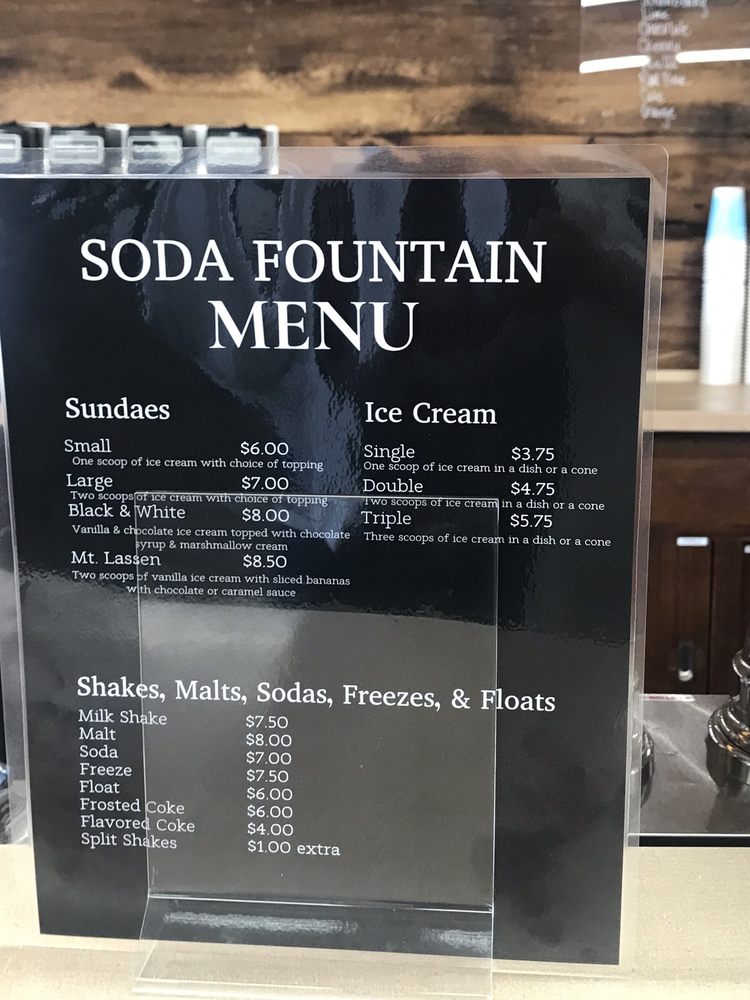 SODA FOUNTAIN
MENU
Sundaes
Small $6.00
One scoop of ice cream with choice of topping
Large $7.00
Two scoops of ice cream with choice of topping
Black & White $8.00
Vanilla & chocolate ice cream topped with chocolate
syrup & marshmallow cream
Mt. Lassen $8.50
Two scoops of vanilla ice cream with sliced bananas
with chocolate or caramel sauce
Ice Cream
Single $3.75
One scoop of ice cream in a dish or a cone
Double $4.75
Two scoops of ice cream in a dish or a cone
Triple $5.75
Three scoops of ice cream in a dish or a cone
Shakes, Malts, Sodas, Freezes, & Floats
Milk Shake $7.50
Malt $8.00
Soda $7.00
Freeze $7.50
Float $6.00
Frosted Coke $6.00
Flavored Coke $4.00
Split Shakes $1.00 extra